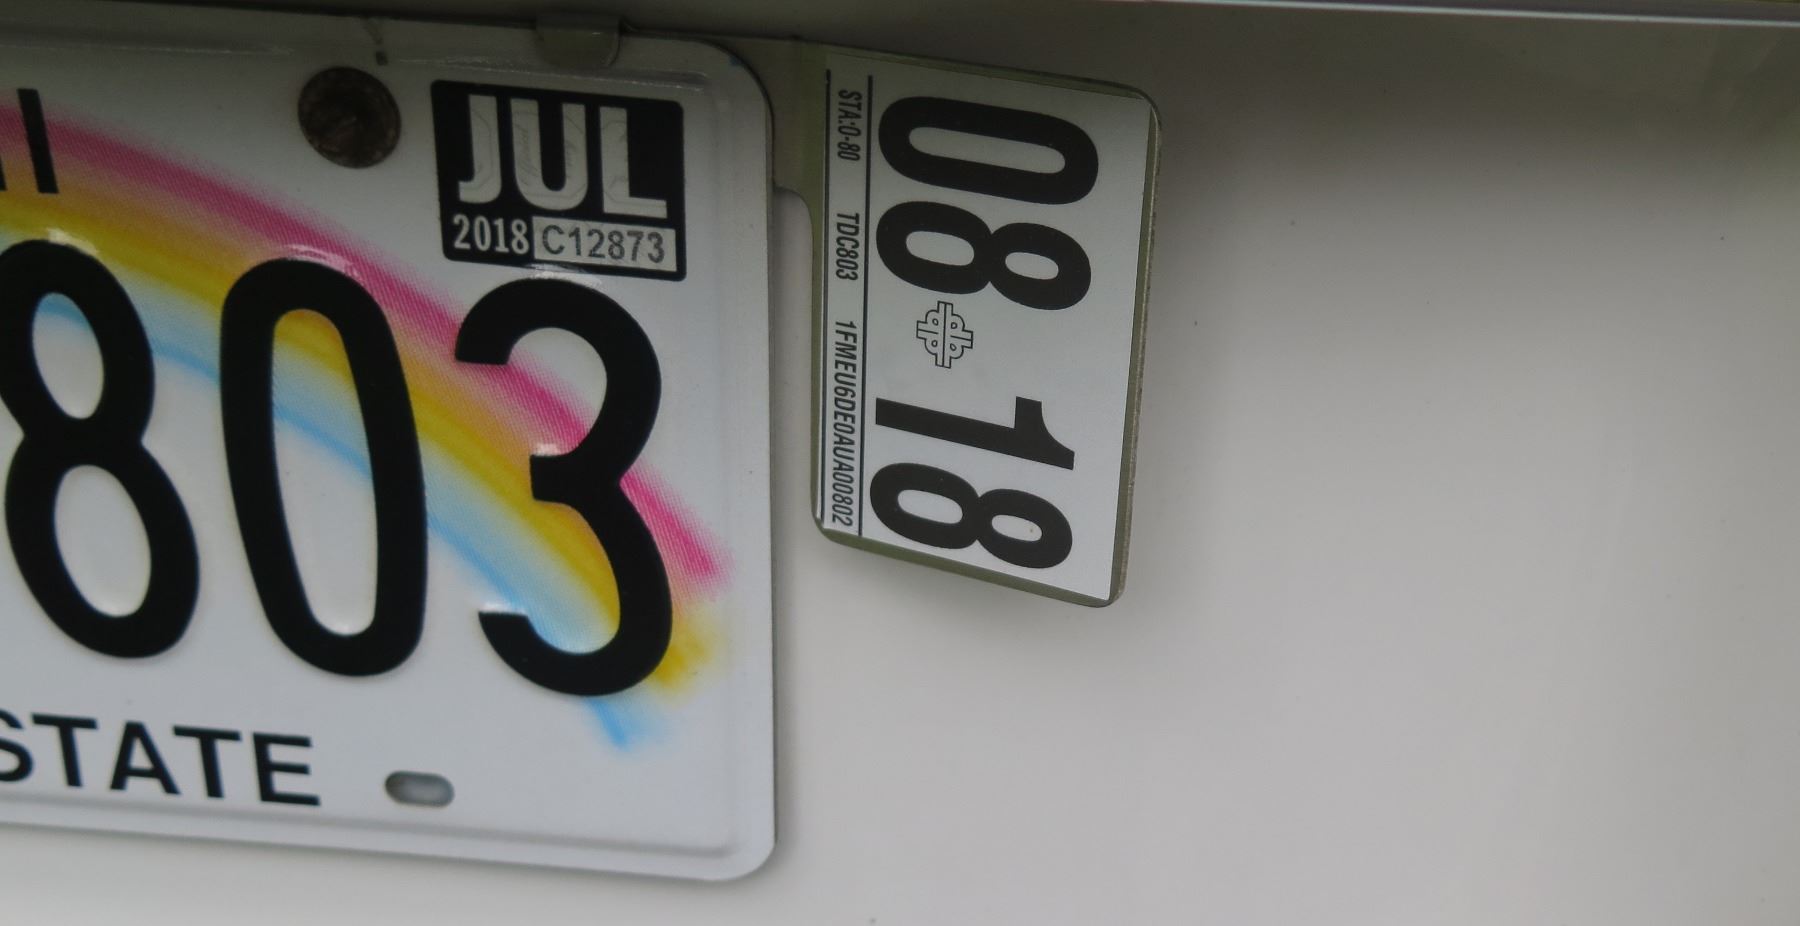 JUL
2018 C12873
803
STATE
08 18
STA:0-80 TDC803 1FMEU6DE0AUA00802